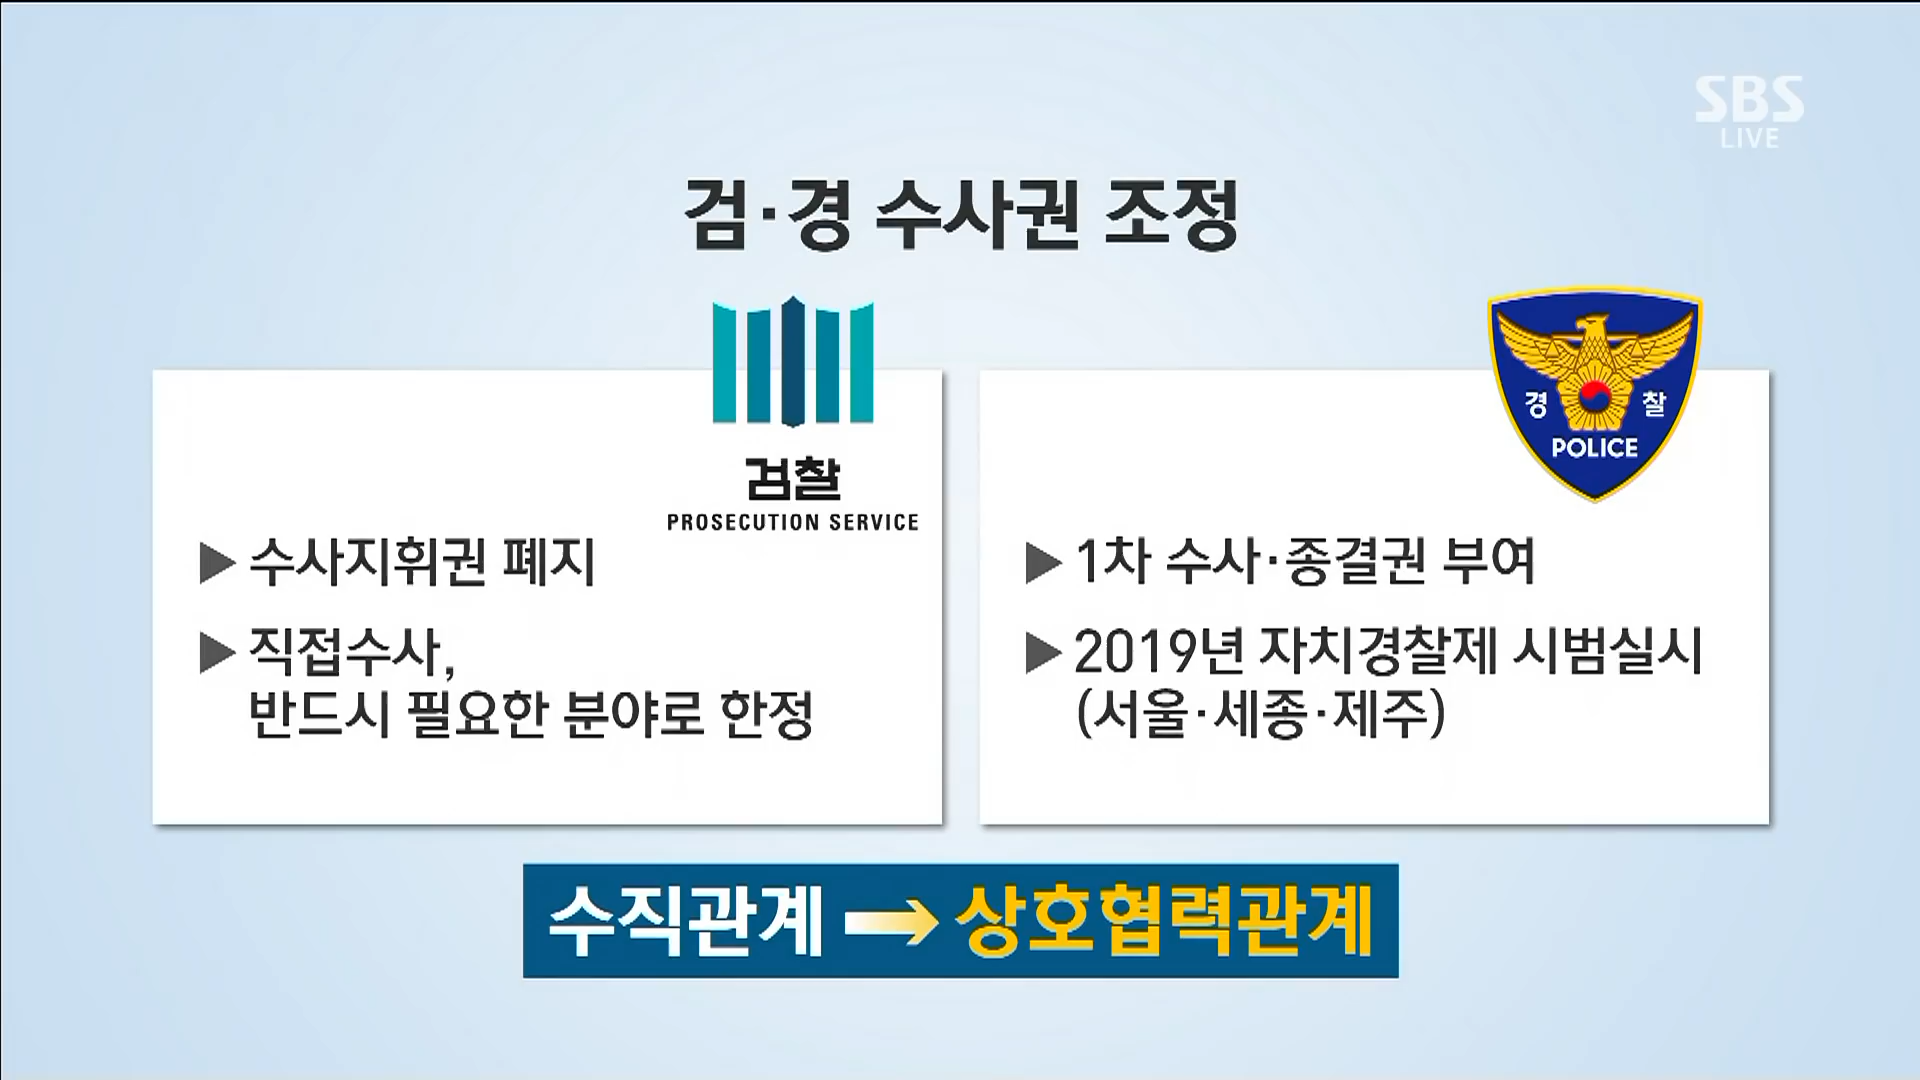 SBS
LIVE
검·경 수사권 조정
검찰
PROSECUTION SERVICE
▶ 수사지휘권 폐지
▶ 직접수사,
반드시 필요한 분야로 한정
경 찰
POLICE
▶ 1차 수사·종결권 부여
▶ 2019년 자치경찰제 시범실시
(서울·세종·제주)
수직관계 → 상호협력관계